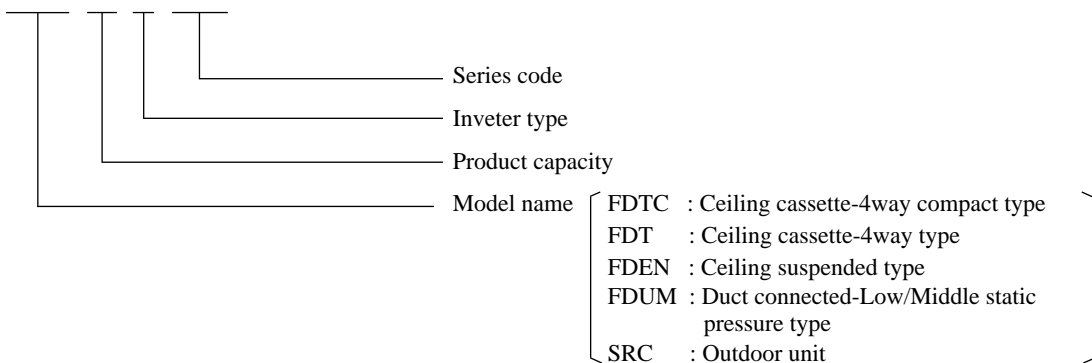 Series code
Inveter type
Product capacity
Model name
FDTC : Ceiling cassette-4way compact type
FDT : Ceiling cassette-4way type
FDEN : Ceiling suspended type
FDUM : Duct connected-Low/Middle static
pressure type
SRC : Outdoor unit